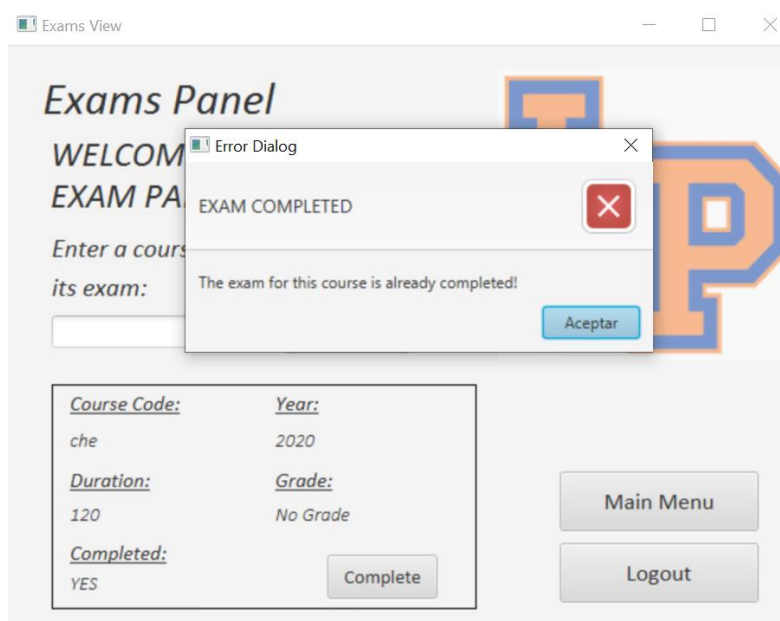 Exams View
Exams Panel
WELCOM
EXAM PA
Enter a cours
its exam:
Error Dialog
EXAM COMPLETED
The exam for this course is already completed!
Aceptar
Course Code:
Year:
che
2020
Duration:
Grade:
120
No Grade
Completed:
YES
Complete
Main Menu
Logout
P